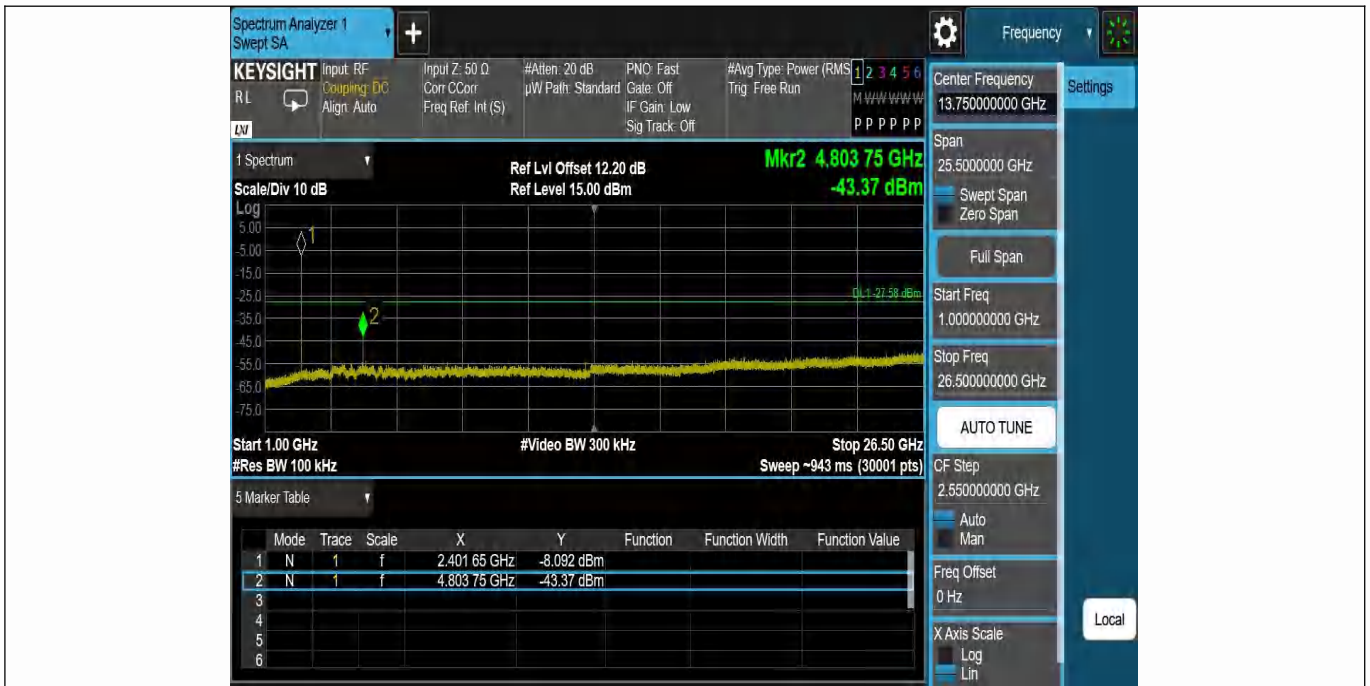 Spectrum Analyzer 1
Swept SA
+
Frequency
KEYSIGHT
RL
LXI
Input: RF
Coupling: DC
Align: Auto
Input Z: 50 Ω
Corr CCorr
Freq Ref: Int (S)
#Atten: 20 dB
µW Path: Standard
PNO: Fast
Gate: Off
IF Gain: Low
Sig Track: Off
#Avg Type: Power (RMS
Trig: Free Run
1 2 3 4 5 6
M W W W W W
P P P P P P
1 Spectrum
Scale/Div 10 dB
Ref Lvl Offset 12.20 dB
Ref Level 15.00 dBm
Mkr2 4.803 75 GHz
-43.37 dBm
Log
5.00
-5.00
-15.0
-25.0
-35.0
-45.0
-55.0
-65.0
-75.0
1
2
DL1 -27.58 dBm
Start 1.00 GHz
#Res BW 100 kHz
#Video BW 300 kHz
Stop 26.50 GHz
Sweep ~943 ms (30001 pts)
5 Marker Table
Mode Trace Scale X Y Function Function Width Function Value
1 N 1 f 2.401 65 GHz -8.092 dBm
2 N 1 f 4.803 75 GHz -43.37 dBm
3
4
5
6
Center Frequency
13.750000000 GHz
Settings
Span
25.5000000 GHz
Swept Span
Zero Span
Full Span
Start Freq
1.000000000 GHz
Stop Freq
26.500000000 GHz
AUTO TUNE
CF Step
2.550000000 GHz
Auto
Man
Freq Offset
0 Hz
Local
X Axis Scale
Log
Lin